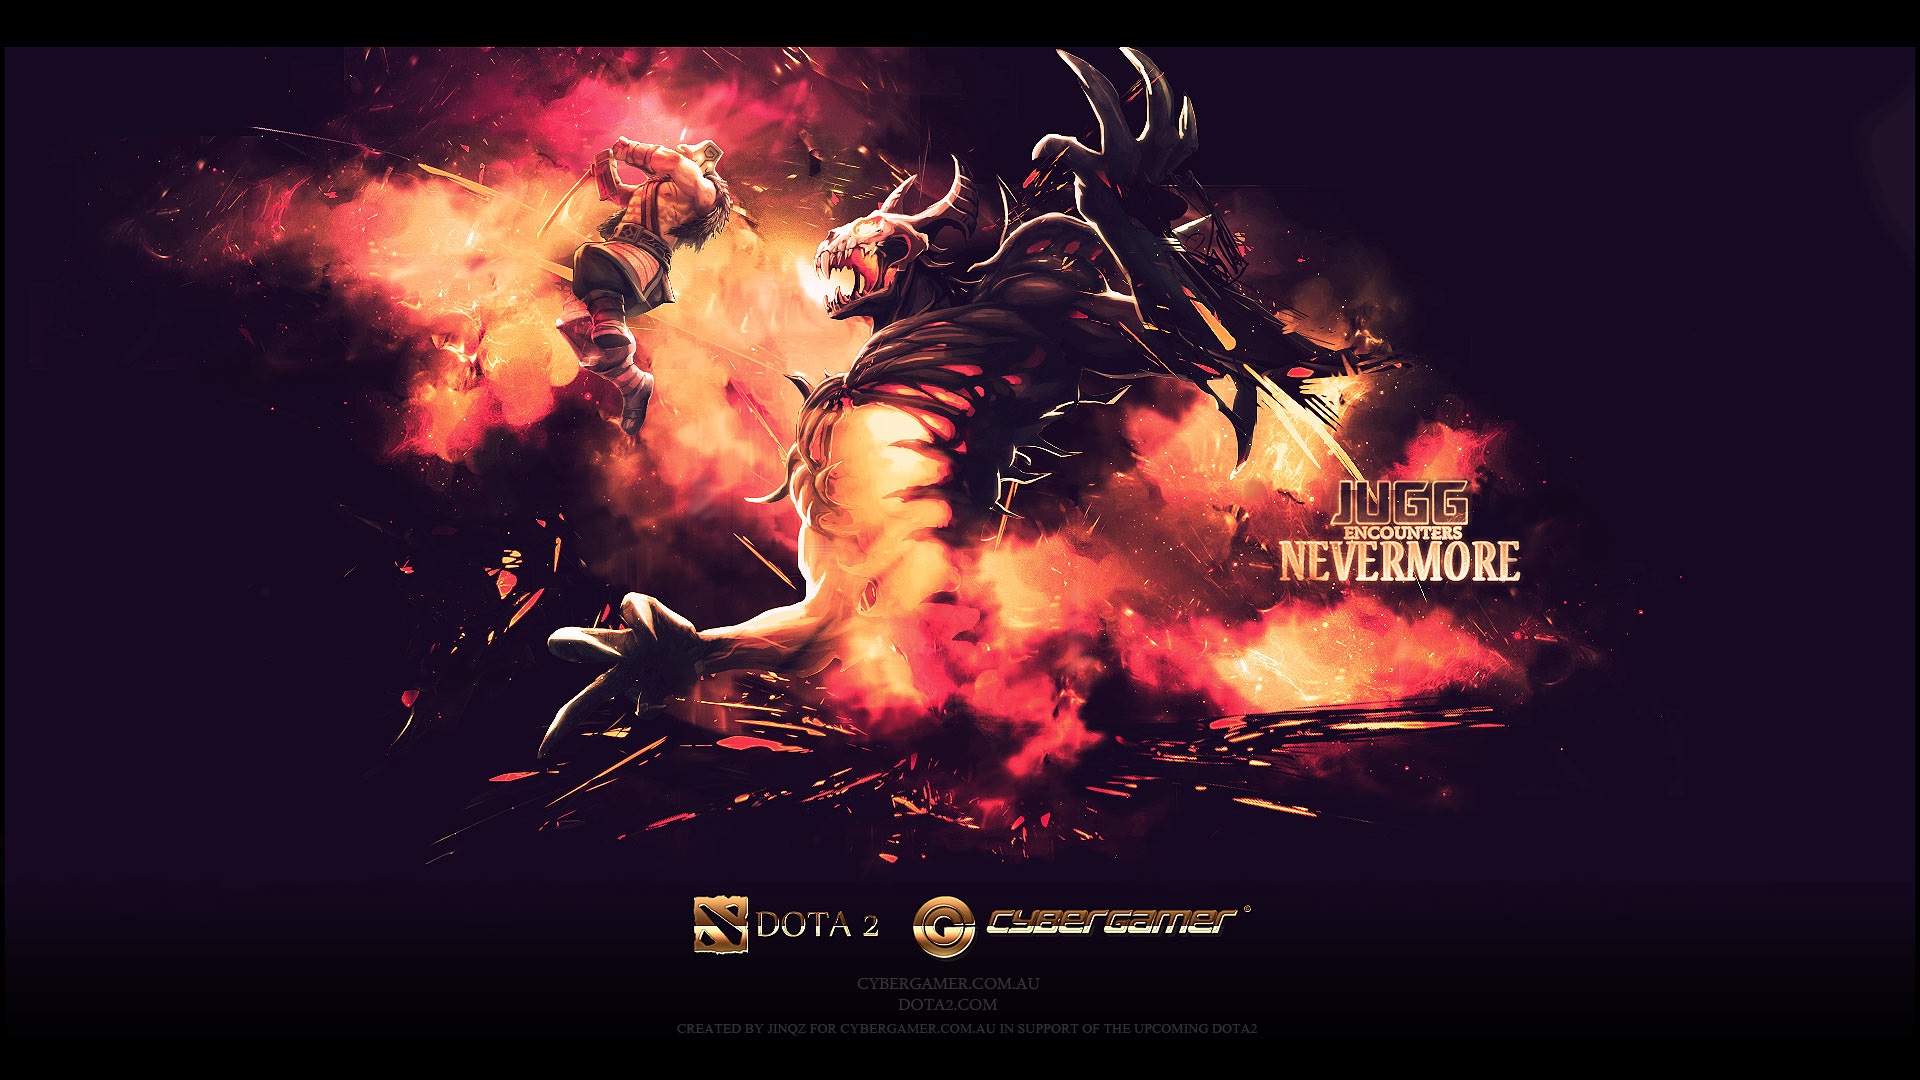 JUGG
ENCOUNTERS
NEVERMORE
DOTA 2
CYBERGAMER®
CYBERGAMER.COM.AU
DOTA2.COM
CREATED BY JINQZ FOR CYBERGAMER.COM.AU IN SUPPORT OF THE UPCOMING DOTA2